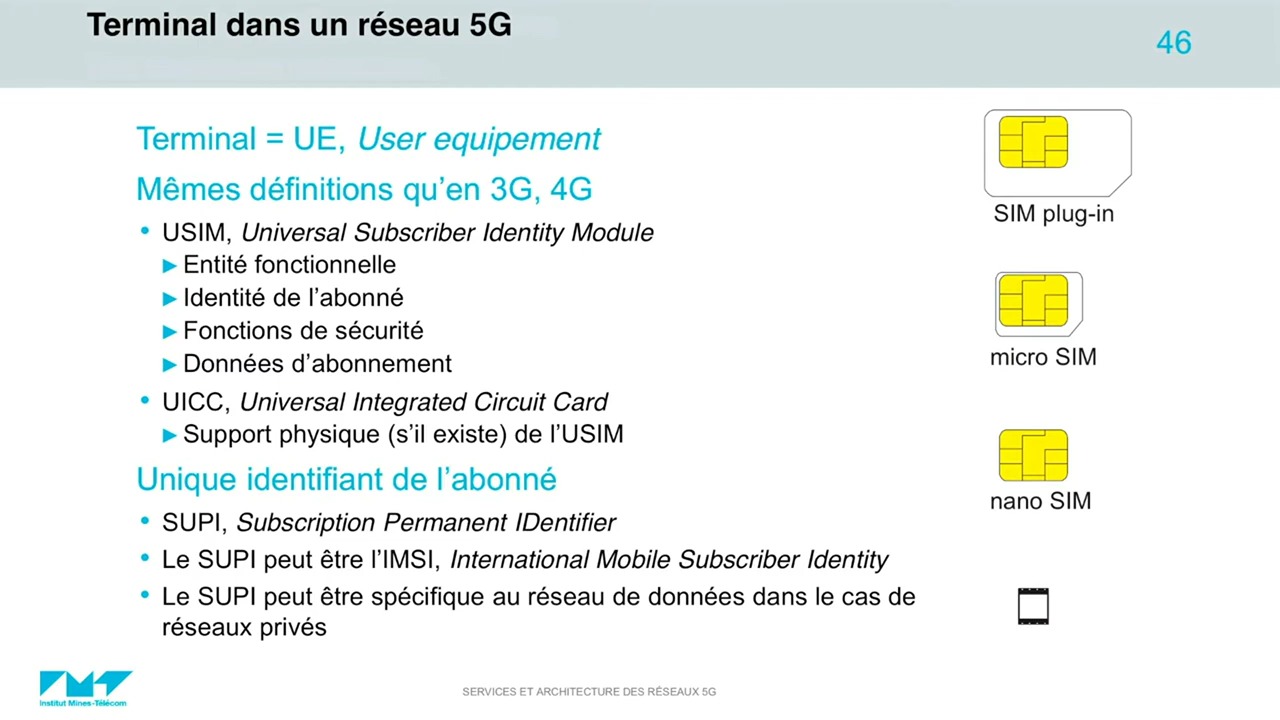 Terminal dans un réseau 5G
46
Terminal = UE, User equipement
Mêmes définitions qu'en 3G, 4G
• USIM, Universal Subscriber Identity Module
► Entité fonctionnelle
► Identité de l'abonné
► Fonctions de sécurité
► Données d'abonnement
• UICC, Universal Integrated Circuit Card
► Support physique (s'il existe) de l'USIM
Unique identifiant de l'abonné
• SUPI, Subscription Permanent IDentifier
• Le SUPI peut être l'IMSI, International Mobile Subscriber Identity
• Le SUPI peut être spécifique au réseau de données dans le cas de
réseaux privés
SIM plug-in
micro SIM
nano SIM
Institut Mines-Télécom
SERVICES ET ARCHITECTURE DES RÉSEAUX 5G